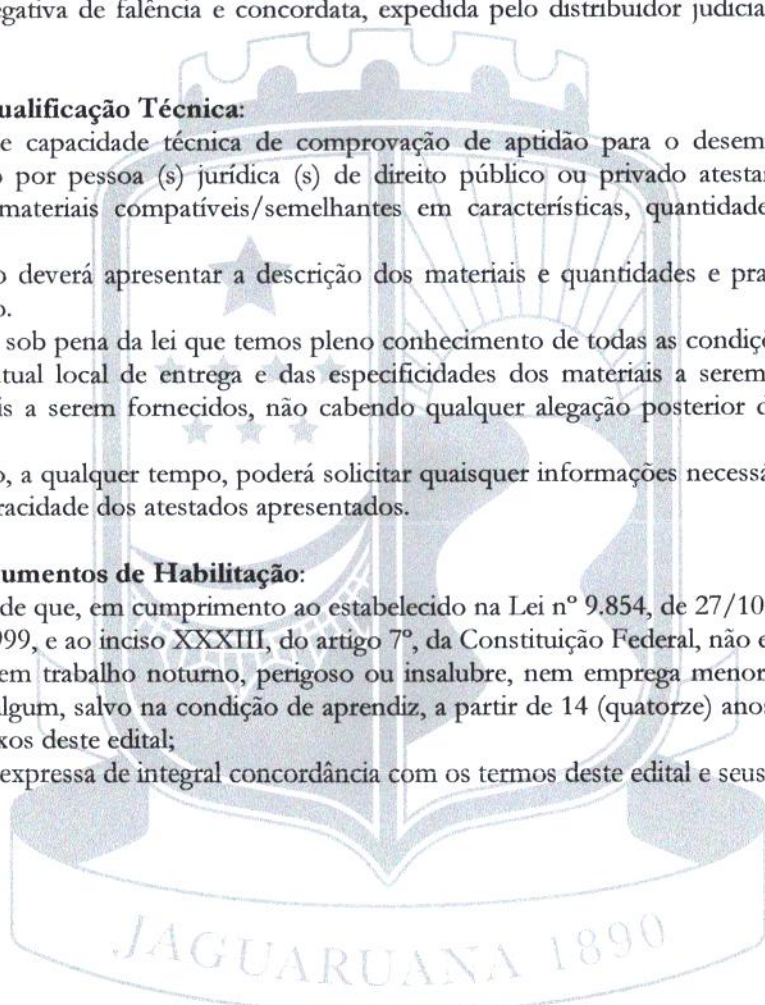 egativa de falência e concordata, expedida pelo distribuidor judicia
ualificação Técnica:
e capacidade técnica de comprovação de aptidão para o desem
o por pessoa (s) jurídica (s) de direito público ou privado atesta
materiais compatíveis/semelhantes em características, quantidade
o deverá apresentar a descrição dos materiais e quantidades e pra
o.
sob pena da lei que temos pleno conhecimento de todas as condiçõ
tual local de entrega e das especificidades dos materiais a serem
is a serem fornecidos, não cabendo qualquer alegação posterior d
o, a qualquer tempo, poderá solicitar quaisquer informações necessá
racidade dos atestados apresentados.
umentos de Habilitação:
de que, em cumprimento ao estabelecido na Lei nº 9.854, de 27/10
999, e ao inciso XXXIII, do artigo 7º, da Constituição Federal, não e
em trabalho noturno, perigoso ou insalubre, nem emprega menor
lgum, salvo na condição de aprendiz, a partir de 14 (quatorze) anos
xos deste edital;
expressa de integral concordância com os termos deste edital e seus
JAGUARUANA 1890